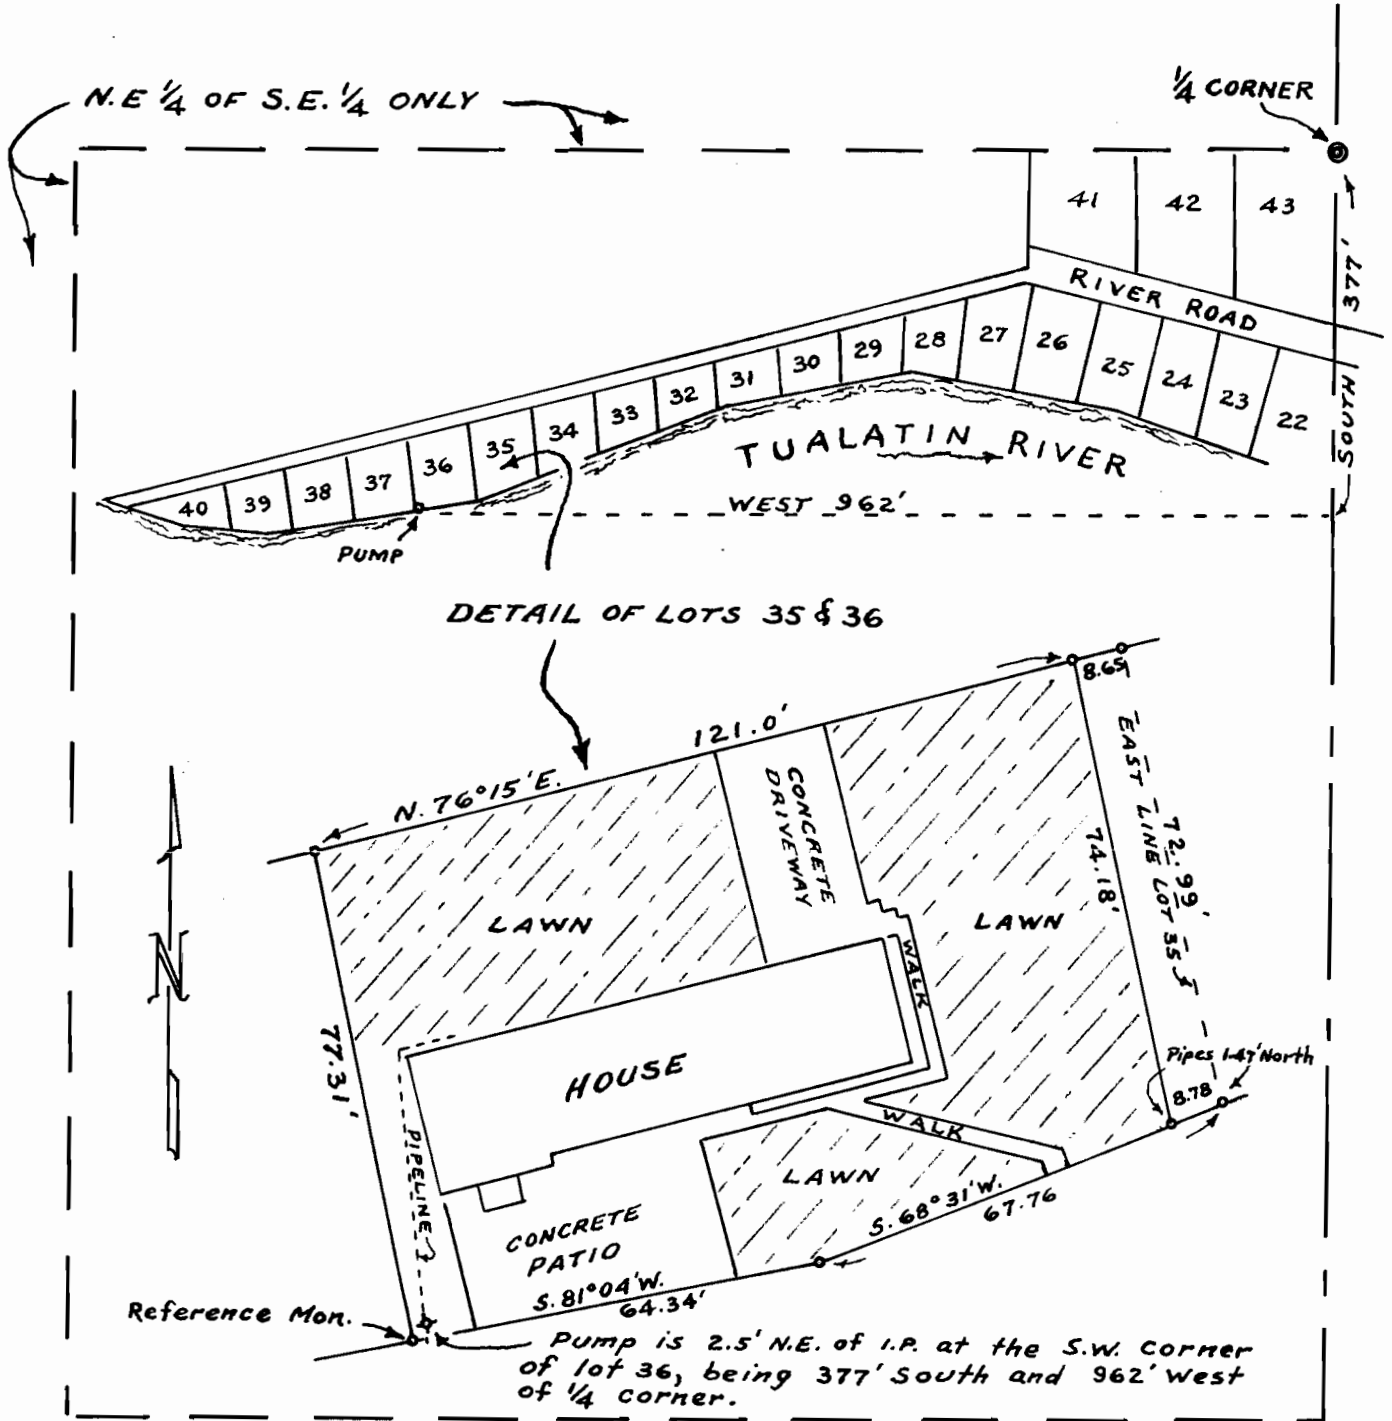 N.E 1/4 OF S.E. 1/4 ONLY
1/4 CORNER
41
42
43
RIVER ROAD
377'
SOUTH
40
39
38
37
36
35
34
33
32
31
30
29
28
27
26
25
24
23
22
TUALATIN RIVER
WEST 962'
PUMP
DETAIL OF LOTS 35 & 36
8.65
121.0'
N. 76°15'E.
CONCRETE
DRIVEWAY
EAST LINE LOT 35
72.99'
74.18'
LAWN
LAWN
WALK
N
77.31'
HOUSE
Pipes 1.47' North
8.78
WALK
PIPELINE
LAWN
S. 68°31'W.
67.76
CONCRETE
PATIO
S. 81°04'W.
64.34'
Reference Mon.
Pump is 2.5' N.E. of I.P. at the S.W. Corner
of lot 36, being 377' South and 962' West
of 1/4 corner.